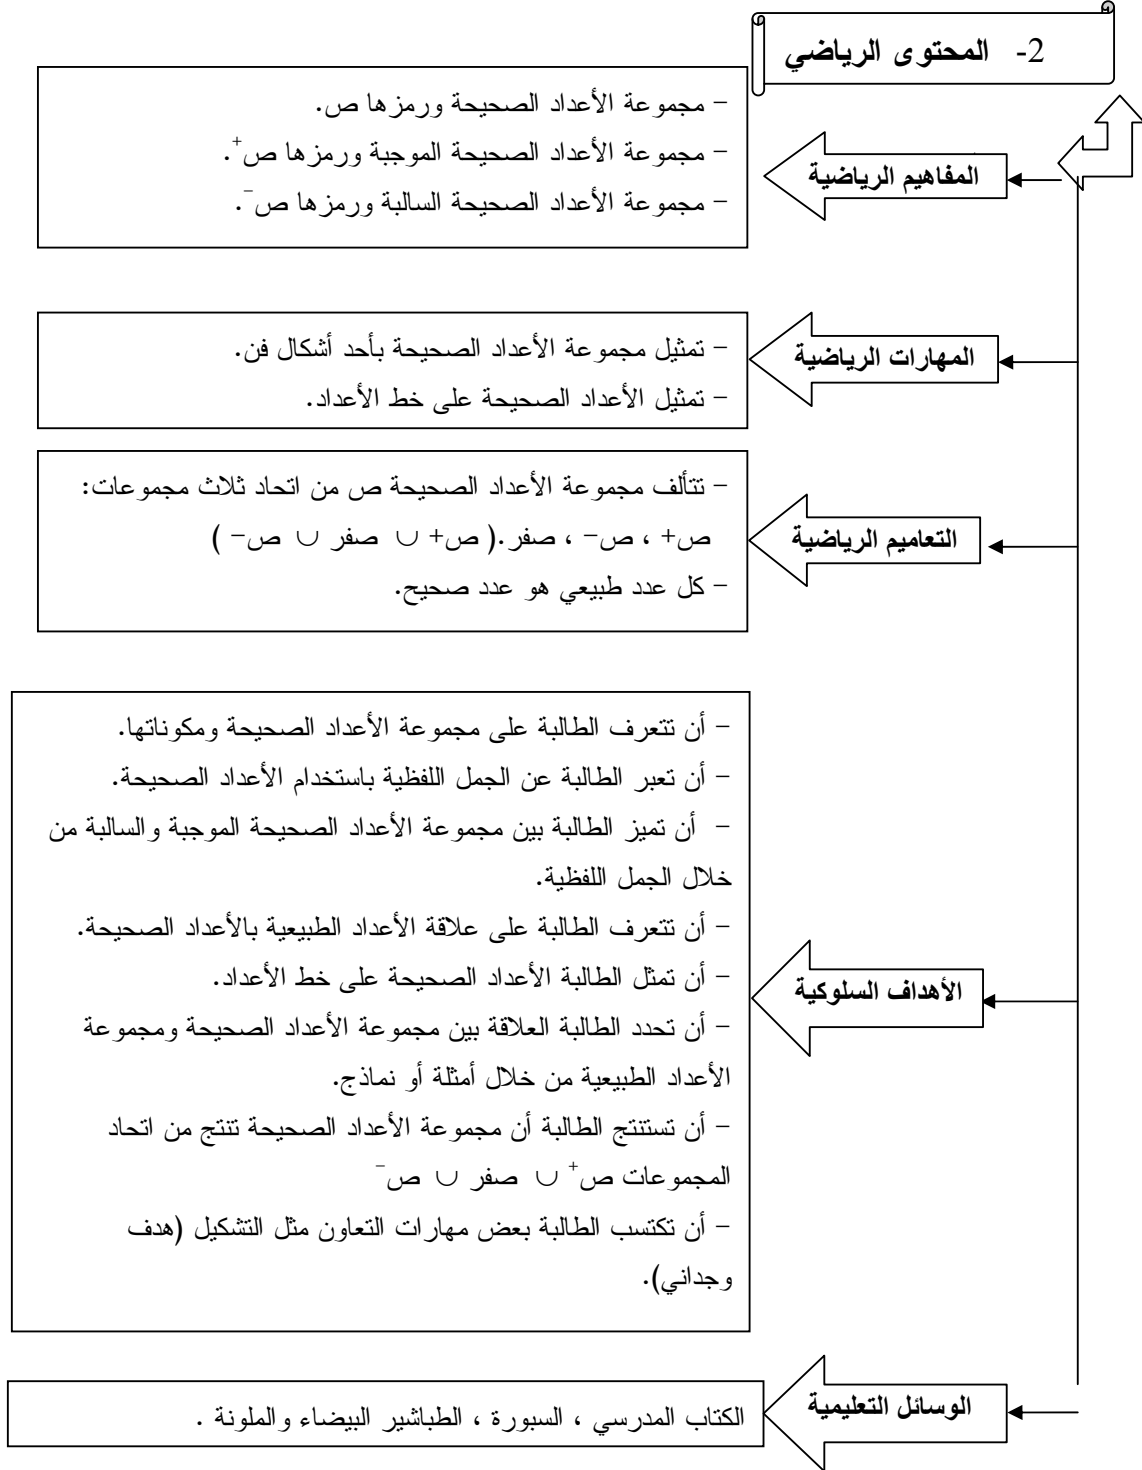 2- المحتوى الرياضي
المفاهيم الرياضية
- مجموعة الأعداد الصحيحة ورمزها ص.
- مجموعة الأعداد الصحيحة الموجبة ورمزها ص⁺.
- مجموعة الأعداد الصحيحة السالبة ورمزها ص⁻.
المهارات الرياضية
- تمثيل مجموعة الأعداد الصحيحة بأحد أشكال فن.
- تمثيل الأعداد الصحيحة على خط الأعداد.
التعاميم الرياضية
- تتألف مجموعة الأعداد الصحيحة ص من اتحاد ثلاث مجموعات:
ص+ ، ص- ، صفر.( ص+ ∪ صفر ∪ ص- )
- كل عدد طبيعي هو عدد صحيح.
الأهداف السلوكية
- أن تتعرف الطالبة على مجموعة الأعداد الصحيحة ومكوناتها.
- أن تعبر الطالبة عن الجمل اللفظية باستخدام الأعداد الصحيحة.
- أن تميز الطالبة بين مجموعة الأعداد الصحيحة الموجبة والسالبة من
خلال الجمل اللفظية.
- أن تتعرف الطالبة على علاقة الأعداد الطبيعية بالأعداد الصحيحة.
- أن تمثل الطالبة الأعداد الصحيحة على خط الأعداد.
- أن تحدد الطالبة العلاقة بين مجموعة الأعداد الصحيحة ومجموعة
الأعداد الطبيعية من خلال أمثلة أو نماذج.
- أن تستنتج الطالبة أن مجموعة الأعداد الصحيحة تنتج من اتحاد
المجموعات ص⁺ ∪ صفر ∪ ص⁻
- أن تكتسب الطالبة بعض مهارات التعاون مثل التشكيل (هدف
وجداني).
الوسائل التعليمية
الكتاب المدرسي ، السبورة ، الطباشير البيضاء والملونة .